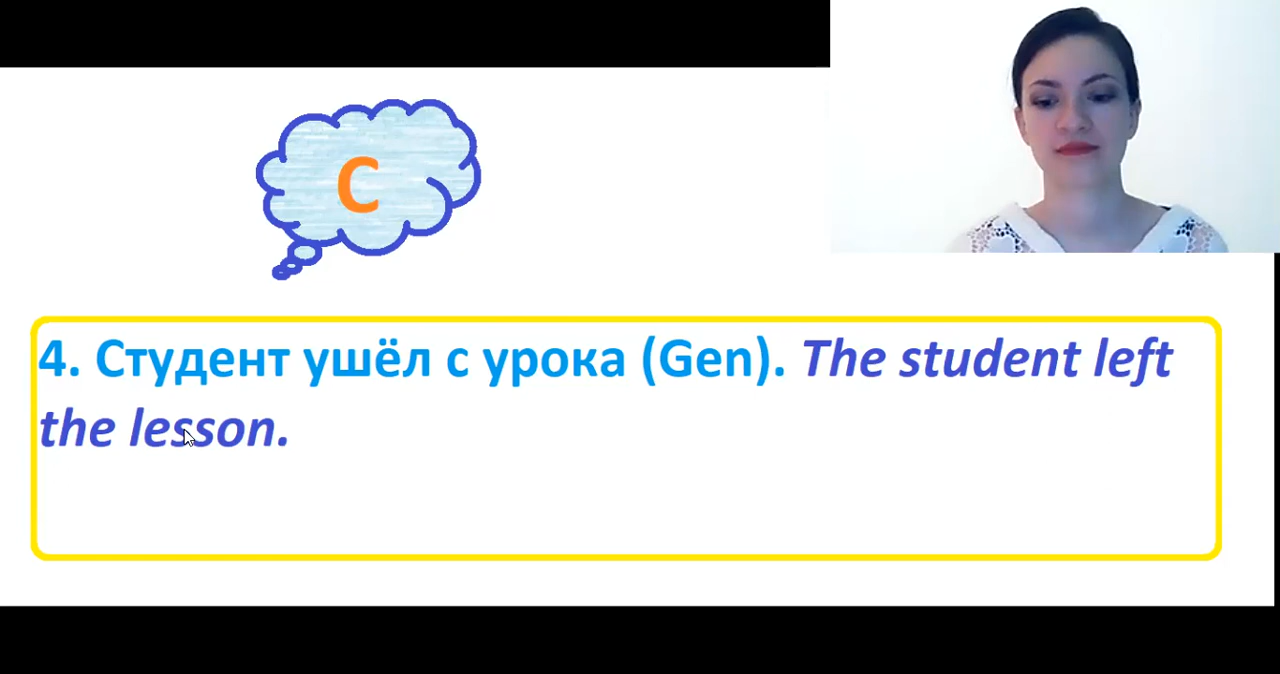 С
4. Студент ушёл с урока (Gen). The student left
the lesson.